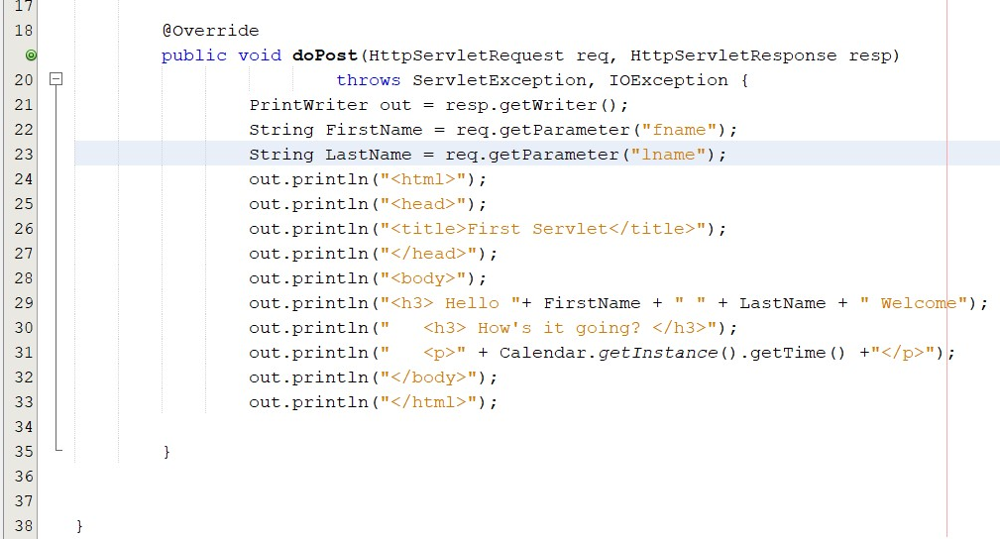 17
18 @Override
public void doPost(HttpServletRequest req, HttpServletResponse resp)
20 throws ServletException, IOException {
21 PrintWriter out = resp.getWriter();
22 String FirstName = req.getParameter("fname");
23 String LastName = req.getParameter("lname");
24 out.println("<html>");
25 out.println("<head>");
26 out.println("<title>First Servlet</title>");
27 out.println("</head>");
28 out.println("<body>");
29 out.println("<h3> Hello "+ FirstName + " " + LastName + " Welcome");
30 out.println("   <h3> How's it going? </h3>");
31 out.println("   <p>" + Calendar.getInstance().getTime() +"</p>");
32 out.println("</body>");
33 out.println("</html>");
34
35 }
36
37
38 }